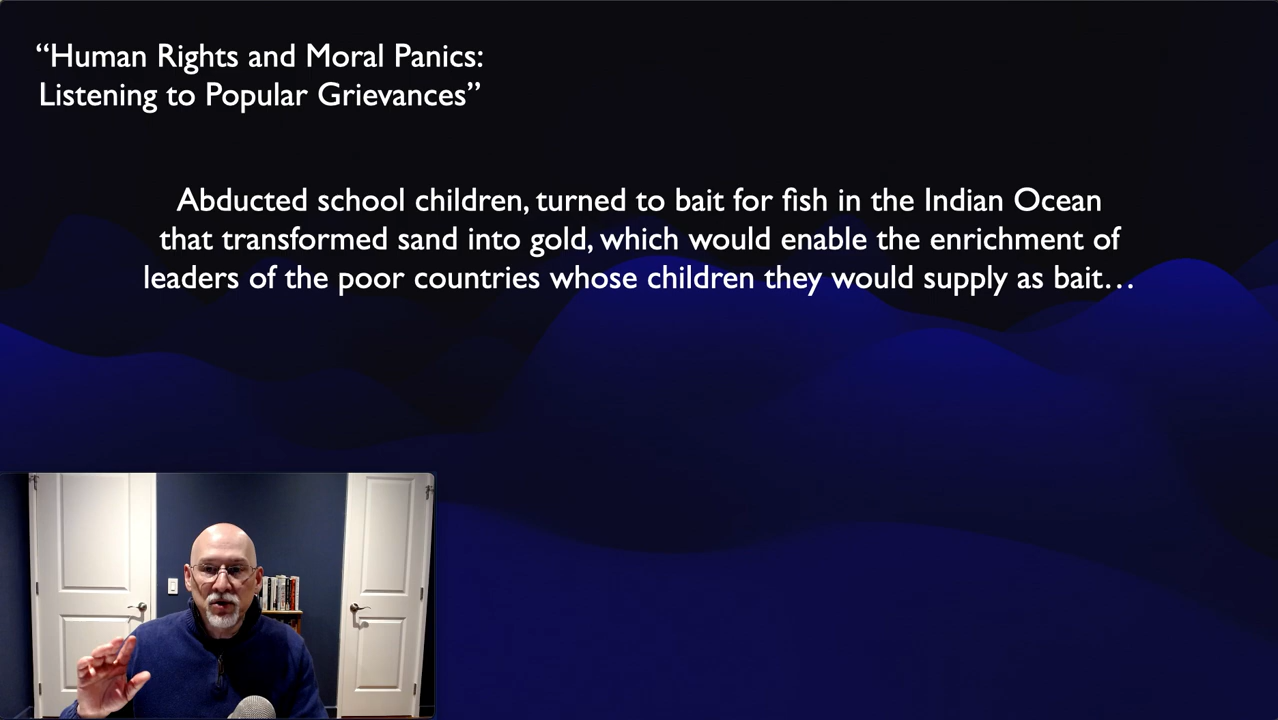 “Human Rights and Moral Panics:
Listening to Popular Grievances”
Abducted school children, turned to bait for fish in the Indian Ocean
that transformed sand into gold, which would enable the enrichment of
leaders of the poor countries whose children they would supply as bait…